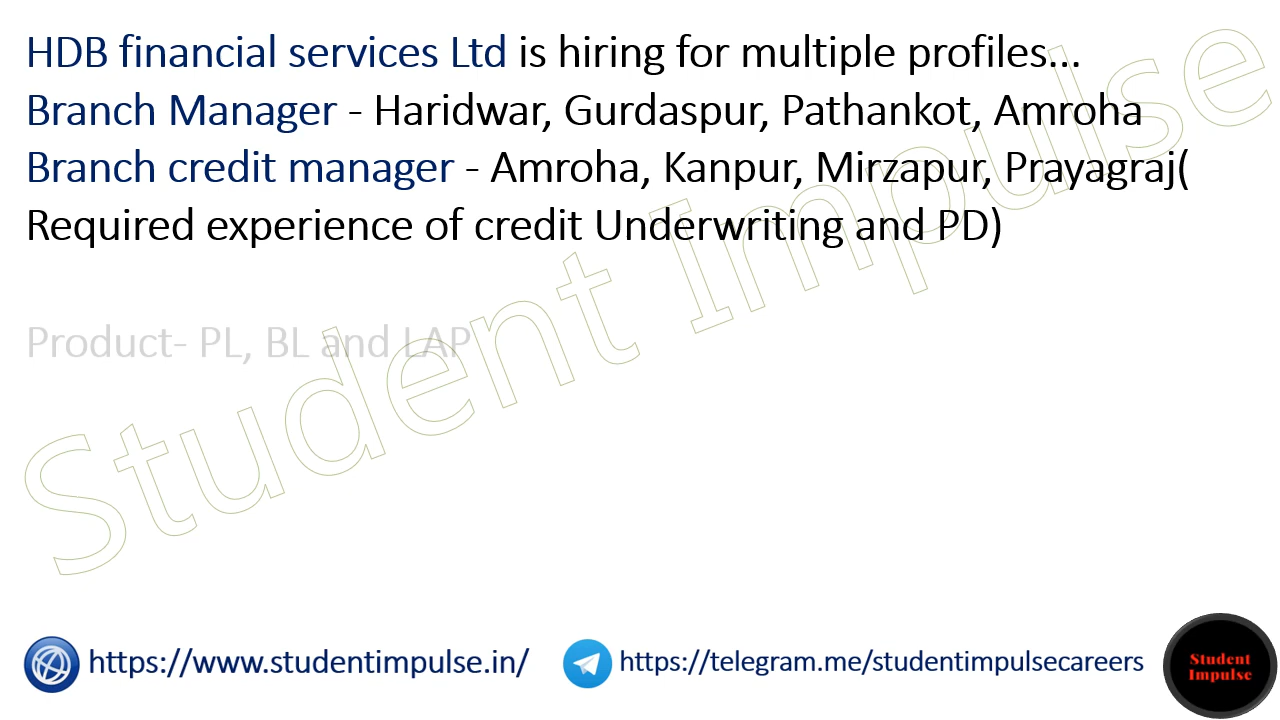 HDB financial services Ltd is hiring for multiple profiles...
Branch Manager - Haridwar, Gurdaspur, Pathankot, Amroha
Branch credit manager - Amroha, Kanpur, Mirzapur, Prayagraj(
Required experience of credit Underwriting and PD)
Product- PL, BL and LAP
Student Impulse
https://www.studentimpulse.in/
https://telegram.me/studentimpulsecareers
Student
Impulse